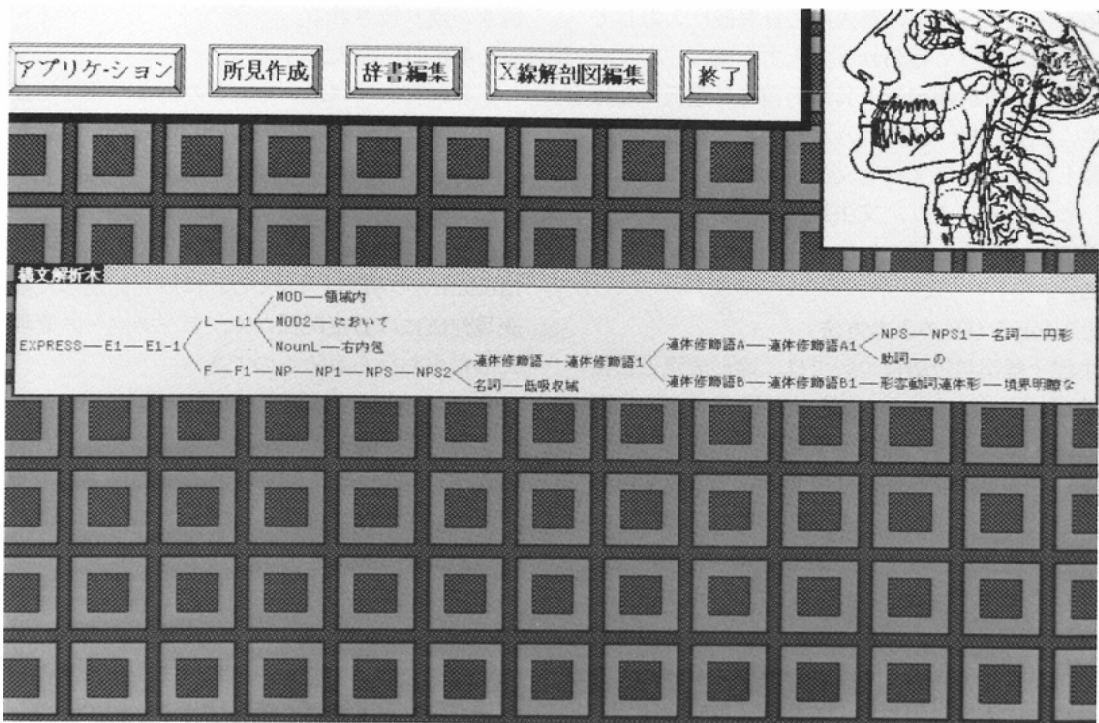 アプリケーション 所見作成 辞書編集 X線解剖図編集 終了
構文解析木
MOD—領域内
L—L1 MOD2—において
NounL—右内包
EXPRESS—E1—E1-1
NPS—NPS1—名詞—円形
連体修飾語A—連体修飾語A1
助詞—の
連体修飾語—連体修飾語1
F—F1—NP—NP1—NPS—NPS2
連体修飾語B—連体修飾語B1—形容動詞連体形—境界明瞭な
名詞—低吸収域